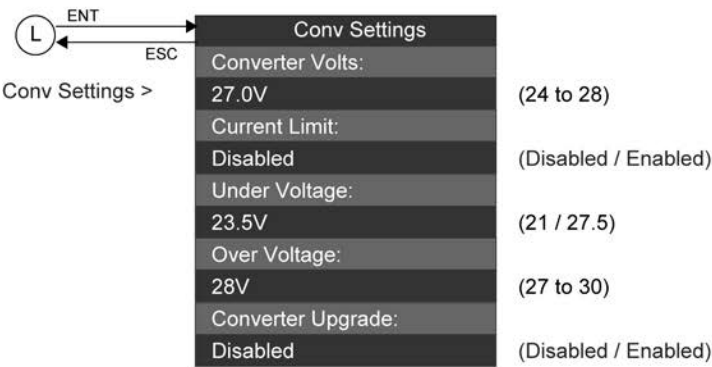 ENT
L
ESC
Conv Settings >
Conv Settings
Converter Volts:
27.0V (24 to 28)
Current Limit:
Disabled (Disabled / Enabled)
Under Voltage:
23.5V (21 / 27.5)
Over Voltage:
28V (27 to 30)
Converter Upgrade:
Disabled (Disabled / Enabled)